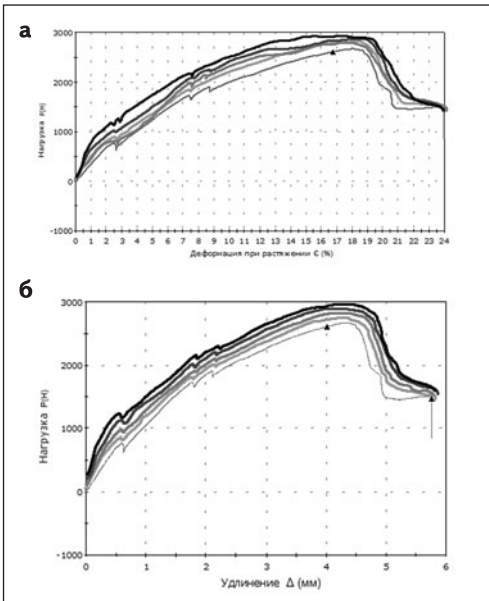 а
3000
2000
1000
0
-1000
Нагрузка P(H)
0 1 2 3 4 5 6 7 8 9 10 11 12 13 14 15 16 17 18 19 20 21 22 23 24
Деформация при растяжении Є (%)
б
3000
2000
1000
0
-1000
Нагрузка P(H)
0 1 2 3 4 5 6
Удлинение Δ (мм)